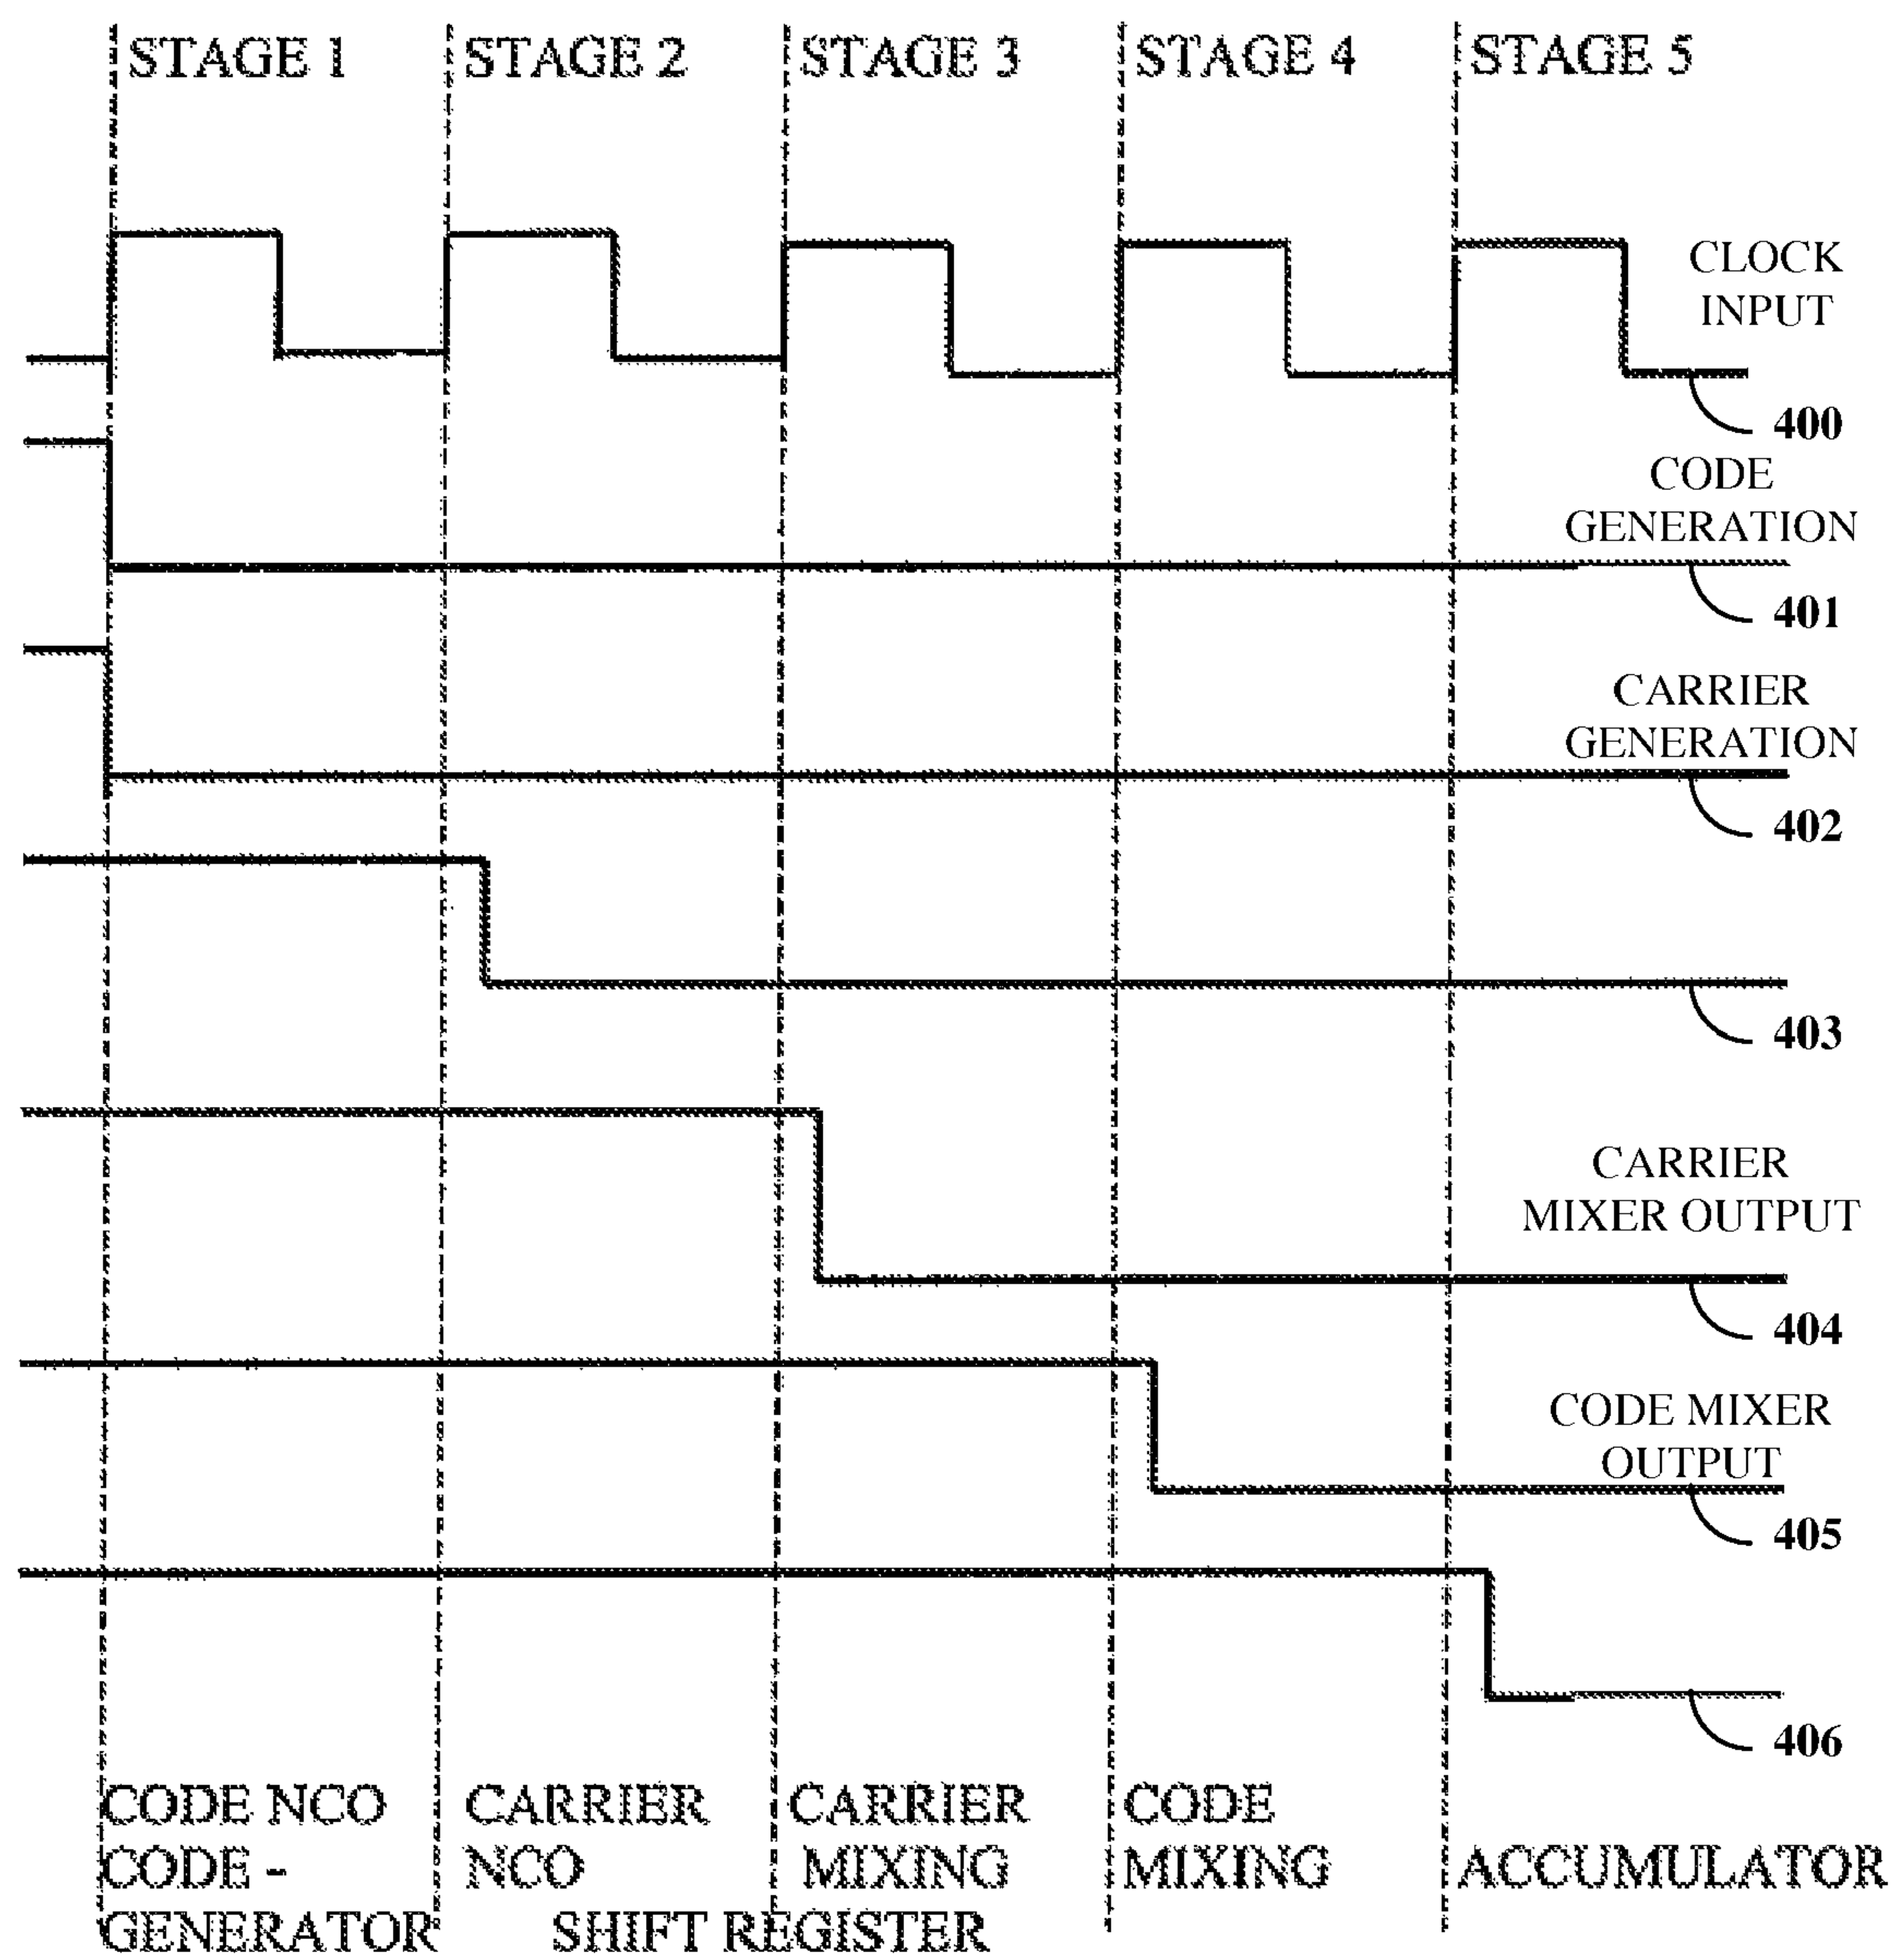 STAGE 1
STAGE 2
STAGE 3
STAGE 4
STAGE 5
CLOCK
INPUT
400
CODE
GENERATION
401
CARRIER
GENERATION
402
403
CARRIER
MIXER OUTPUT
404
CODE MIXER
OUTPUT
405
406
CODE NCO
CODE -
GENERATOR
CARRIER
NCO
SHIFT REGISTER
CARRIER
MIXING
CODE
MIXING
ACCUMULATOR